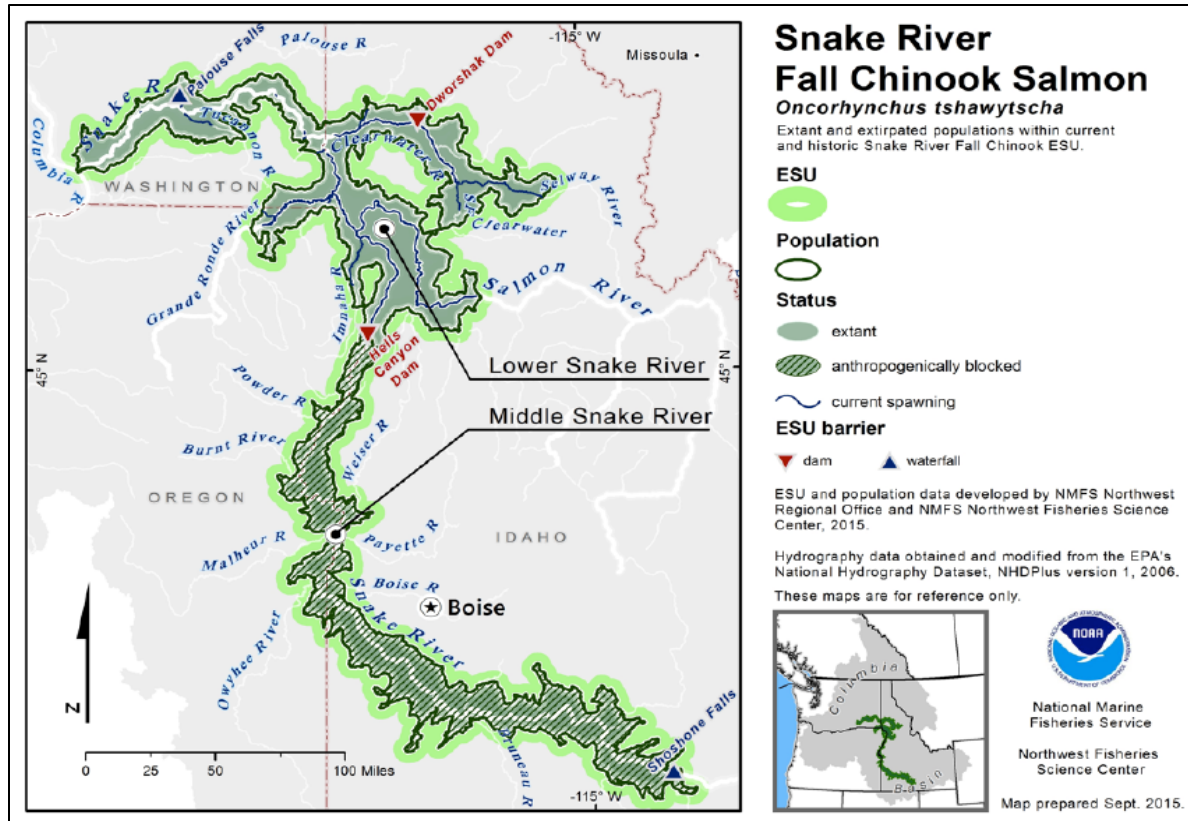 Snake River
Fall Chinook Salmon
Oncorhynchus tshawytscha
Extant and extirpated populations within current
and historic Snake River Fall Chinook ESU.
ESU
Population
Status
extant
anthropogenically blocked
current spawning
ESU barrier
dam
waterfall
ESU and population data developed by NMFS Northwest
Regional Office and NMFS Northwest Fisheries Science
Center, 2015.
Hydrography data obtained and modified from the EPA's
National Hydrography Dataset, NHDPlus version 1, 2006.
These maps are for reference only.
Columbia
Basin
NOAA
National Marine
Fisheries Service
Northwest Fisheries
Science Center
Map prepared Sept. 2015.
-115° W
Missoula
Palouse R
Palouse Falls
Snake R
Tucannon R
Columbia R
WASHINGTON
Dworshak Dam
Clearwater R
Selway River
Clearwater
Grande Ronde River
Imnaha R
Salmon River
Hells
Canyon
Dam
45° N
45° N
Lower Snake River
Middle Snake River
Powder R
Burnt River
Weiser R
OREGON
IDAHO
Malheur R
Payette R
Boise R
Boise
Snake River
Owyhee River
Bruneau R
Shoshone Falls
N
0 25 50 100 Miles
-115° W